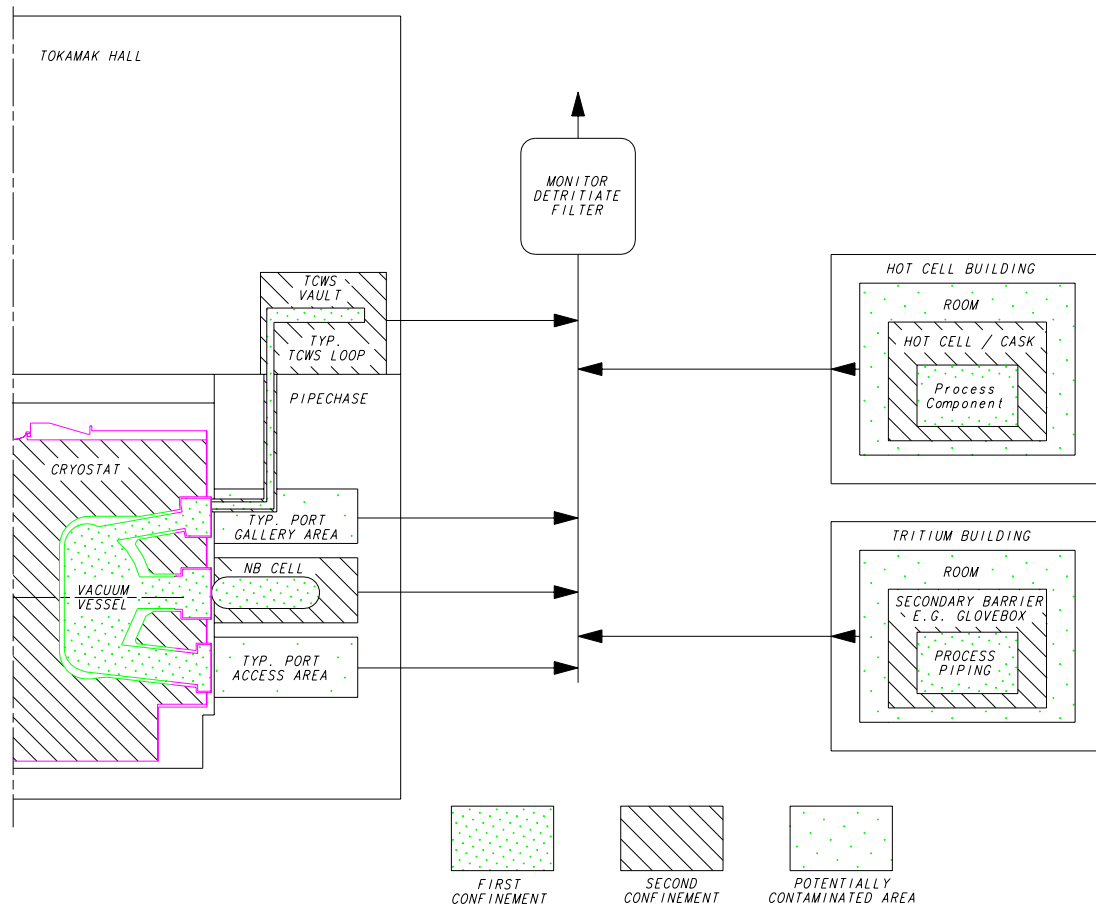 TOKAMAK HALL
MONITOR
DETRITIATE
FILTER
TCWS
VAULT
TYP.
TCWS LOOP
PIPECHASE
CRYOSTAT
TYP. PORT
GALLERY AREA
NB CELL
VACUUM
VESSEL
TYP. PORT
ACCESS AREA
HOT CELL BUILDING
ROOM
HOT CELL / CASK
Process
Component
TRITIUM BUILDING
ROOM
SECONDARY BARRIER
E.G. GLOVEBOX
PROCESS
PIPING
FIRST
CONFINEMENT
SECOND
CONFINEMENT
POTENTIALLY
CONTAMINATED AREA